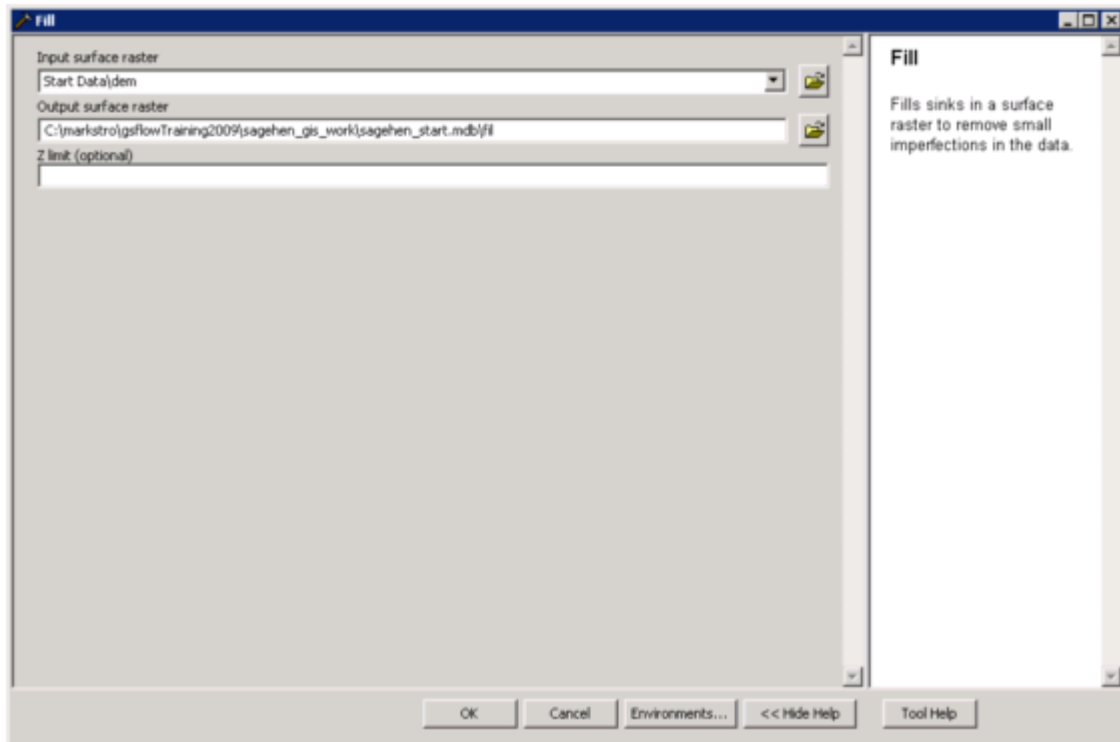 Fill
Input surface raster
Start Data\dem
Output surface raster
C:\markstro\gsflowTraining2009\sagehen_gis_work\sagehen_start.mdb\fil
Z limit (optional)
Fill
Fills sinks in a surface
raster to remove small
imperfections in the data.
OK
Cancel
Environments...
<< Hide Help
Tool Help